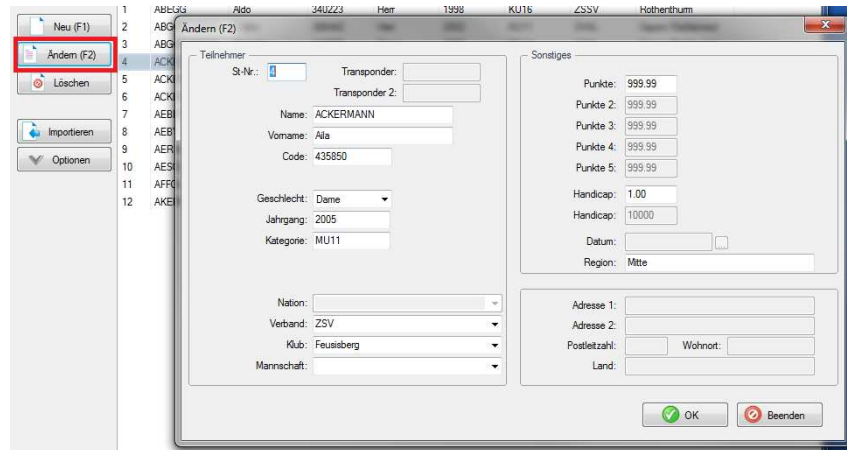 1 ABEGG Aldo 340223 Herr 1998 KU16 ZSSV Rothenthurm
Neu (F1)
2 ABG
3 ABG
Ändern (F2)
4 ACK
Löschen
5 ACK
6 ACK
7 AEB
Importieren
8 AEB
9 AER
Optionen
10 AES
11 AFF
12 AKE
Ändern (F2)
Teilnehmer
St-Nr.: 4 Transponder:
Transponder 2:
Name: ACKERMANN
Vorname: Aila
Code: 435850
Geschlecht: Dame
Jahrgang: 2005
Kategorie: MU11
Nation:
Verband: ZSV
Klub: Feusisberg
Mannschaft:
Sonstiges
Punkte: 999.99
Punkte 2: 999.99
Punkte 3: 999.99
Punkte 4: 999.99
Punkte 5: 999.99
Handicap: 1.00
Handicap: 10000
Datum: ...
Region: Mitte
Adresse 1:
Adresse 2:
Postleitzahl: Wohnort:
Land:
OK Beenden